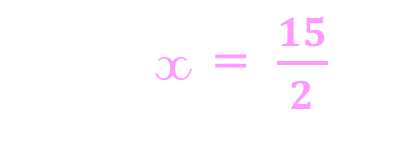 x = 15/2